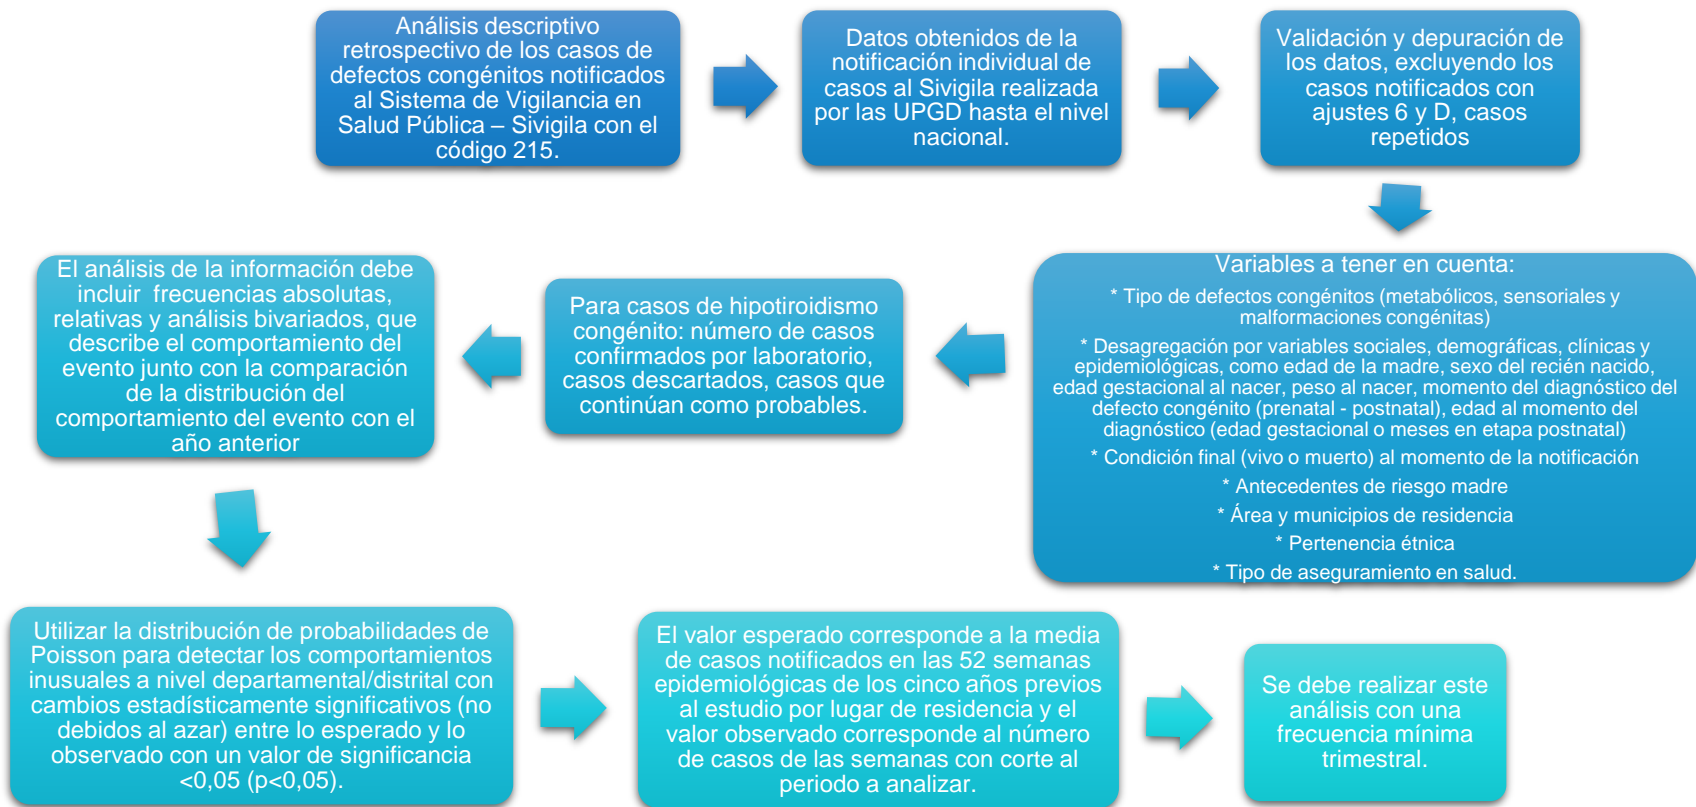 Análisis descriptivo
retrospectivo de los casos de
defectos congénitos notificados
al Sistema de Vigilancia en
Salud Pública – Sivigila con el
código 215.
Datos obtenidos de la
notificación individual de
casos al Sivigila realizada
por las UPGD hasta el nivel
nacional.
Validación y depuración de
los datos, excluyendo los
casos notificados con
ajustes 6 y D, casos
repetidos
Variables a tener en cuenta:
* Tipo de defectos congénitos (metabólicos, sensoriales y
malformaciones congénitas)
* Desagregación por variables sociales, demográficas, clínicas y
epidemiológicas, como edad de la madre, sexo del recién nacido,
edad gestacional al nacer, peso al nacer, momento del diagnóstico del
defecto congénito (prenatal - postnatal), edad al momento del
diagnóstico (edad gestacional o meses en etapa postnatal)
* Condición final (vivo o muerto) al momento de la notificación
* Antecedentes de riesgo madre
* Área y municipios de residencia
* Pertenencia étnica
* Tipo de aseguramiento en salud.
Para casos de hipotiroidismo
congénito: número de casos
confirmados por laboratorio,
casos descartados, casos que
continúan como probables.
El análisis de la información debe
incluir frecuencias absolutas,
relativas y análisis bivariados, que
describe el comportamiento del
evento junto con la comparación
de la distribución del
comportamiento del evento con el
año anterior
Utilizar la distribución de probabilidades de
Poisson para detectar los comportamientos
inusuales a nivel departamental/distrital con
cambios estadísticamente significativos (no
debidos al azar) entre lo esperado y lo
observado con un valor de significancia
<0,05 (p<0,05).
El valor esperado corresponde a la media
de casos notificados en las 52 semanas
epidemiológicas de los cinco años previos
al estudio por lugar de residencia y el
valor observado corresponde al número
de casos de las semanas con corte al
periodo a analizar.
Se debe realizar este
análisis con una
frecuencia mínima
trimestral.